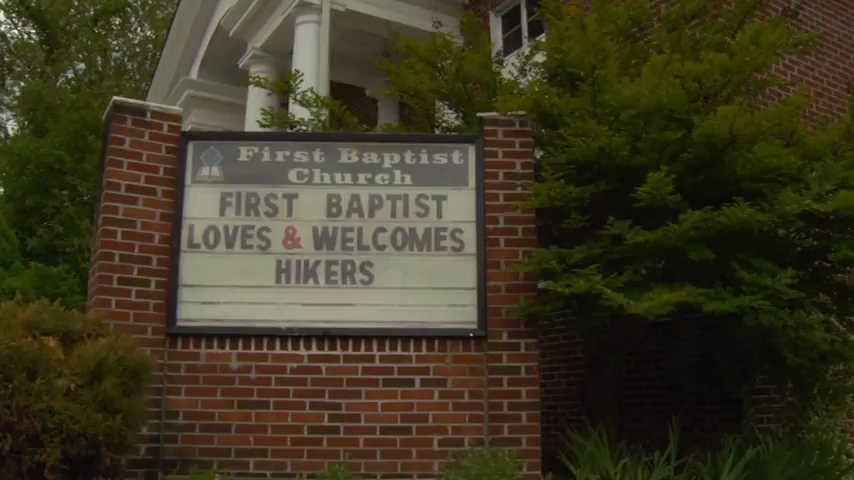 First Baptist
Church
FIRST BAPTIST
LOVES & WELCOMES
HIKERS